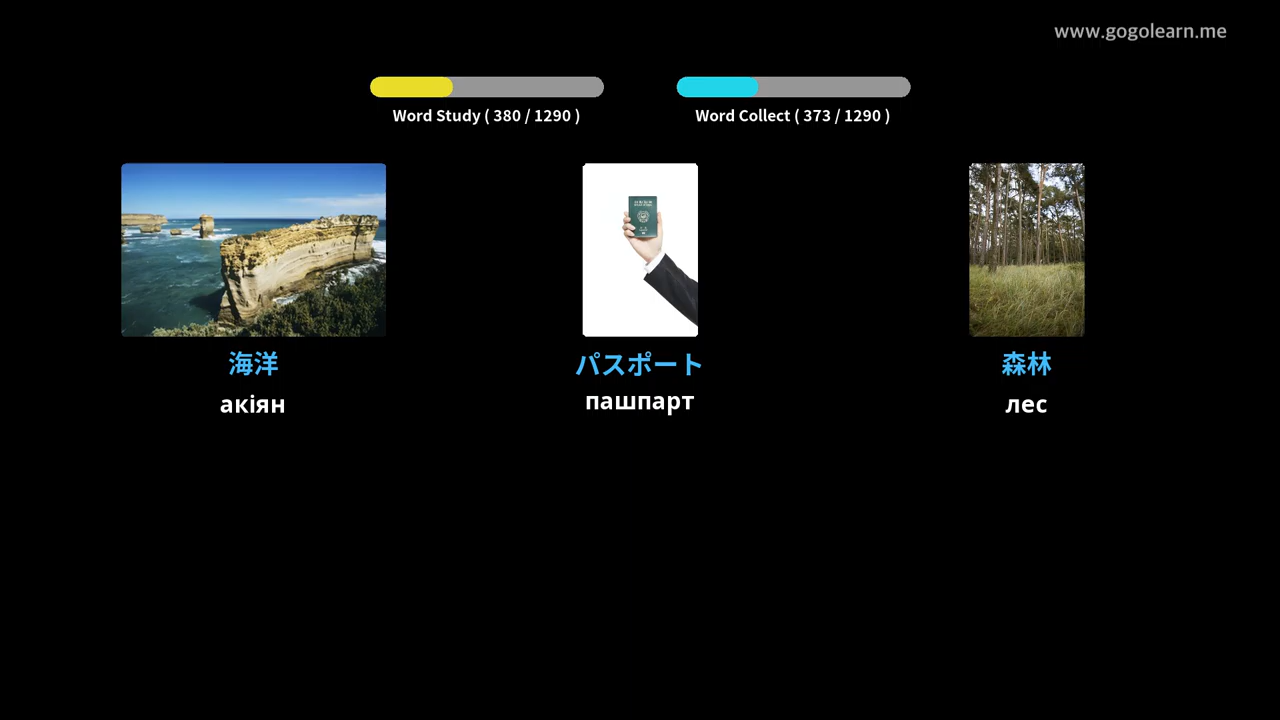 www.gogolearn.me
Word Study ( 380 / 1290 )
Word Collect ( 373 / 1290 )
海洋
パスポート
森林
акіян
пашпарт
лес